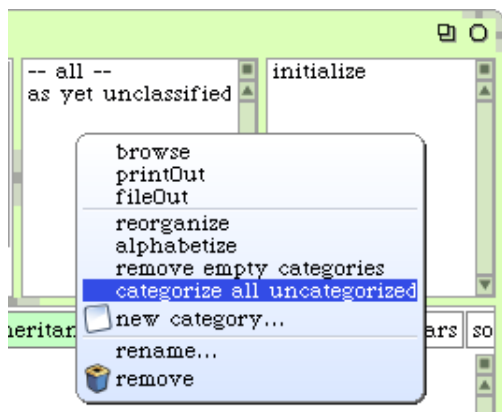 -- all --
as yet unclassified
initialize
browse
printOut
fileOut
reorganize
alphabetize
remove empty categories
categorize all uncategorized
new category...
rename...
remove
heritan
ars
so